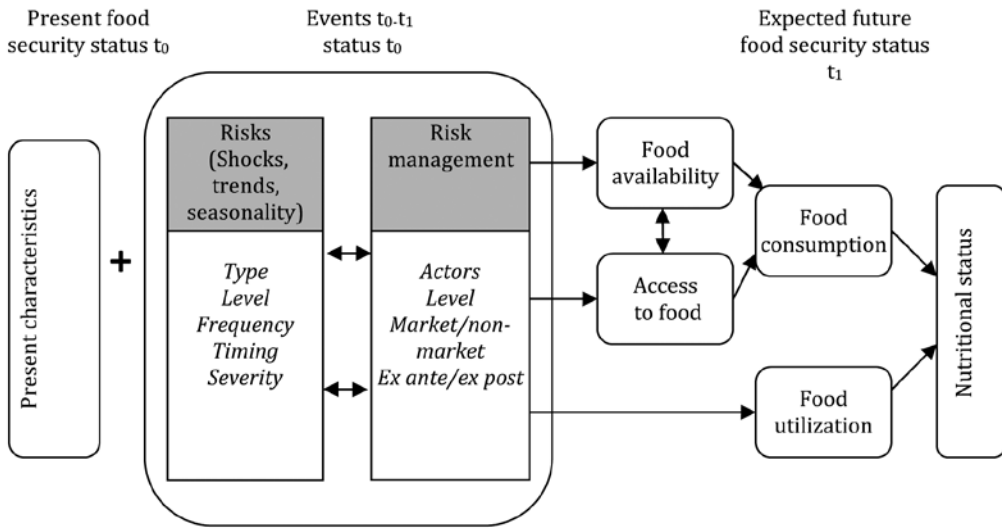 Present food
security status t₀
Events t₀-t₁
status t₀
Expected future
food security status
t₁
Present characteristics
+
Risks
(Shocks,
trends,
seasonality)
Type
Level
Frequency
Timing
Severity
Risk
management
Actors
Level
Market/non-
market
Ex ante/ex post
Food
availability
Access
to food
Food
consumption
Food
utilization
Nutritional status